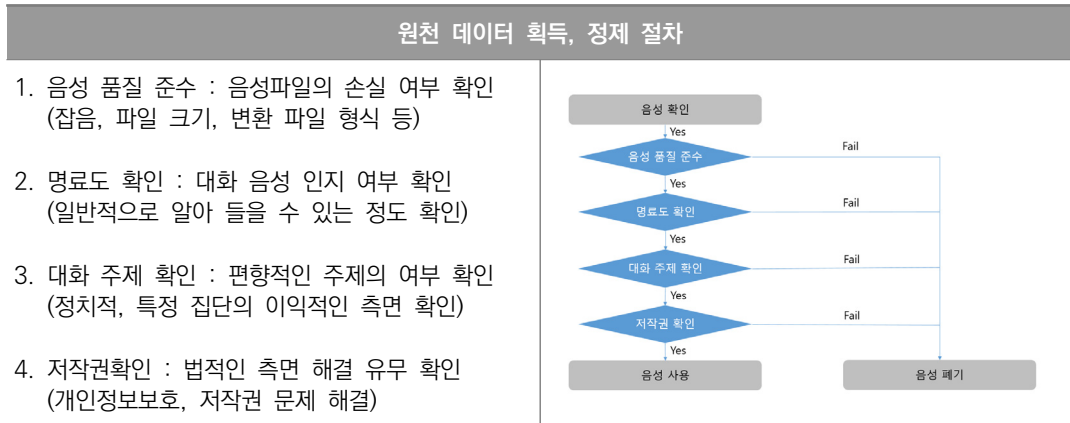 원천 데이터 획득, 정제 절차
1. 음성 품질 준수 : 음성파일의 손실 여부 확인
(잡음, 파일 크기, 변환 파일 형식 등)
2. 명료도 확인 : 대화 음성 인지 여부 확인
(일반적으로 알아 들을 수 있는 정도 확인)
3. 대화 주제 확인 : 편향적인 주제의 여부 확인
(정치적, 특정 집단의 이익적인 측면 확인)
4. 저작권확인 : 법적인 측면 해결 유무 확인
(개인정보보호, 저작권 문제 해결)
음성 확인
Yes
음성 품질 준수
Fail
Yes
명료도 확인
Fail
Yes
대화 주제 확인
Fail
Yes
저작권 확인
Fail
Yes
음성 사용
음성 폐기